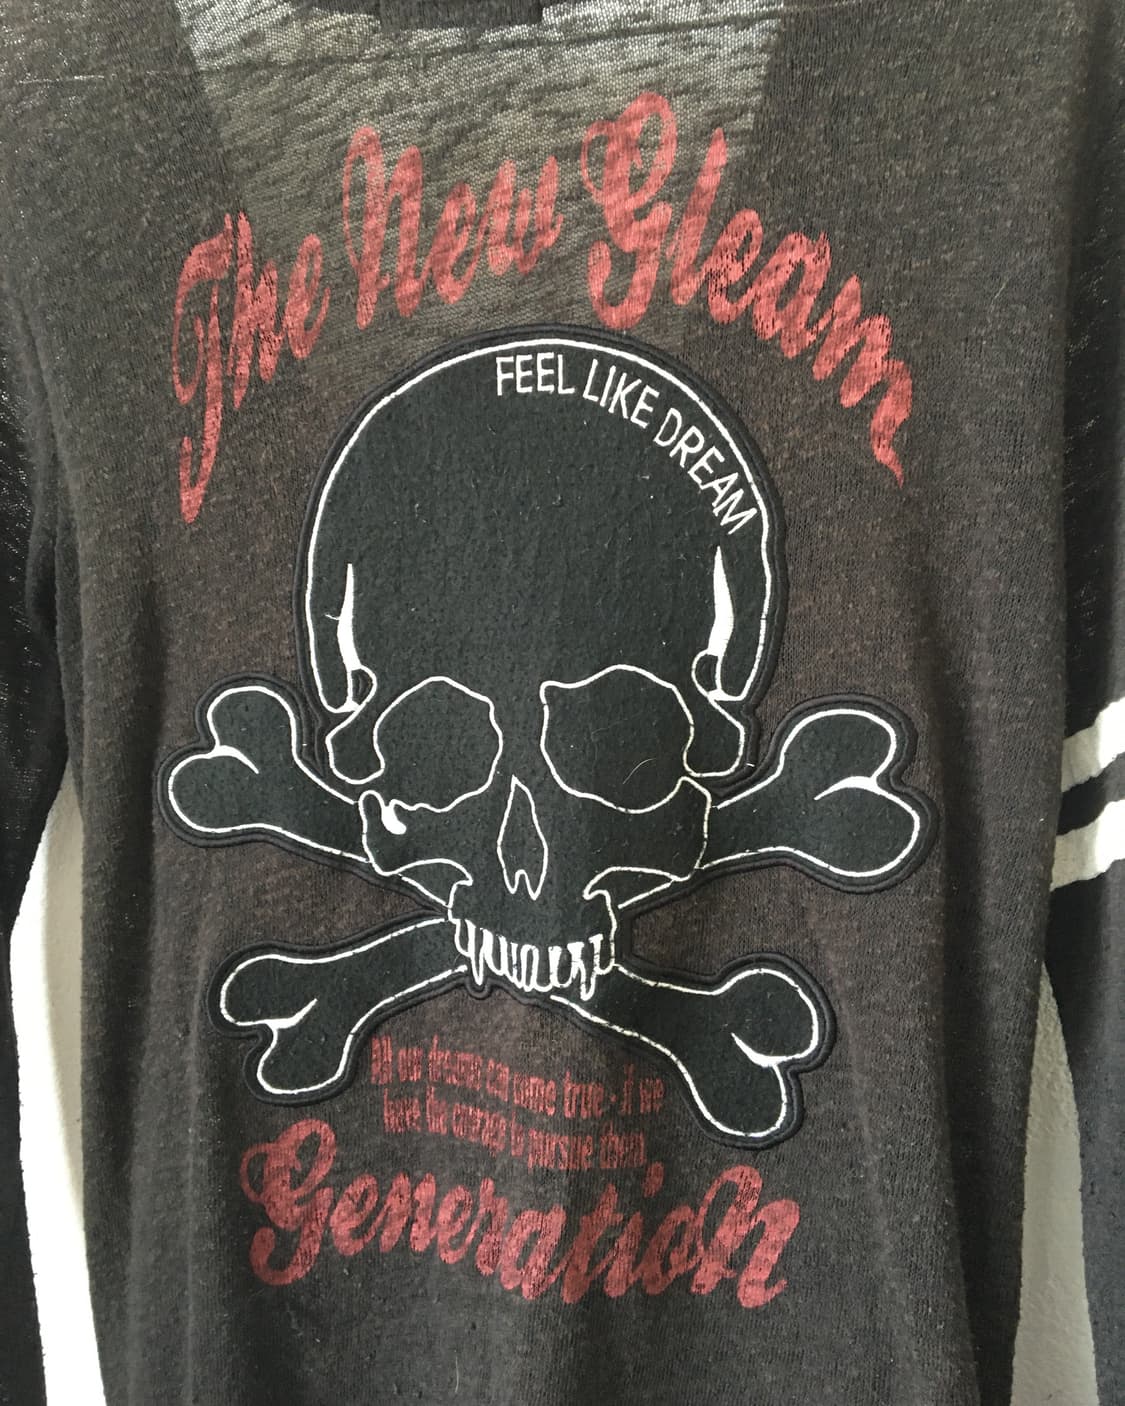 The New Gleam
FEEL LIKE DREAM
All our dreams can come true - if we
have the courage to pursue them
Generation